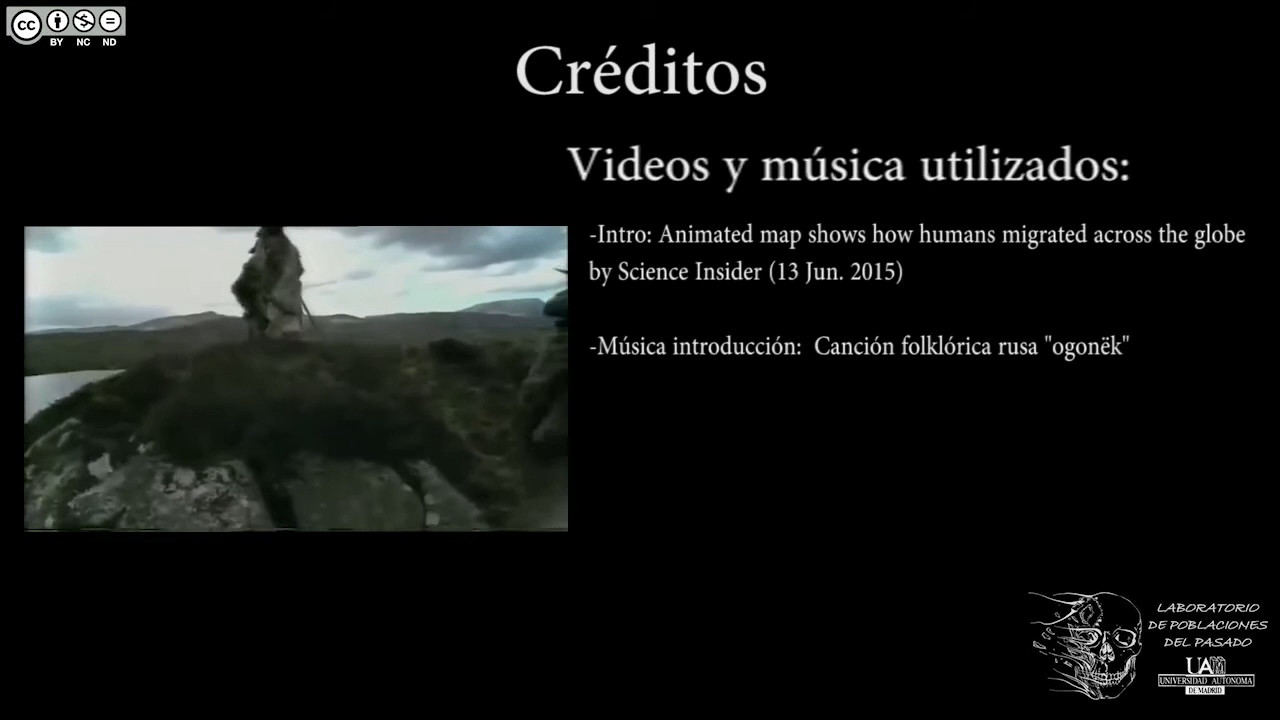 cc
BY NC ND
Créditos
Videos y música utilizados:
-Intro: Animated map shows how humans migrated across the globe
by Science Insider (13 Jun. 2015)
-Música introducción: Canción folklórica rusa "ogonëk"
LABORATORIO
DE POBLACIONES
DEL PASADO
UAM
UNIVERSIDAD AUTONOMA
DE MADRID